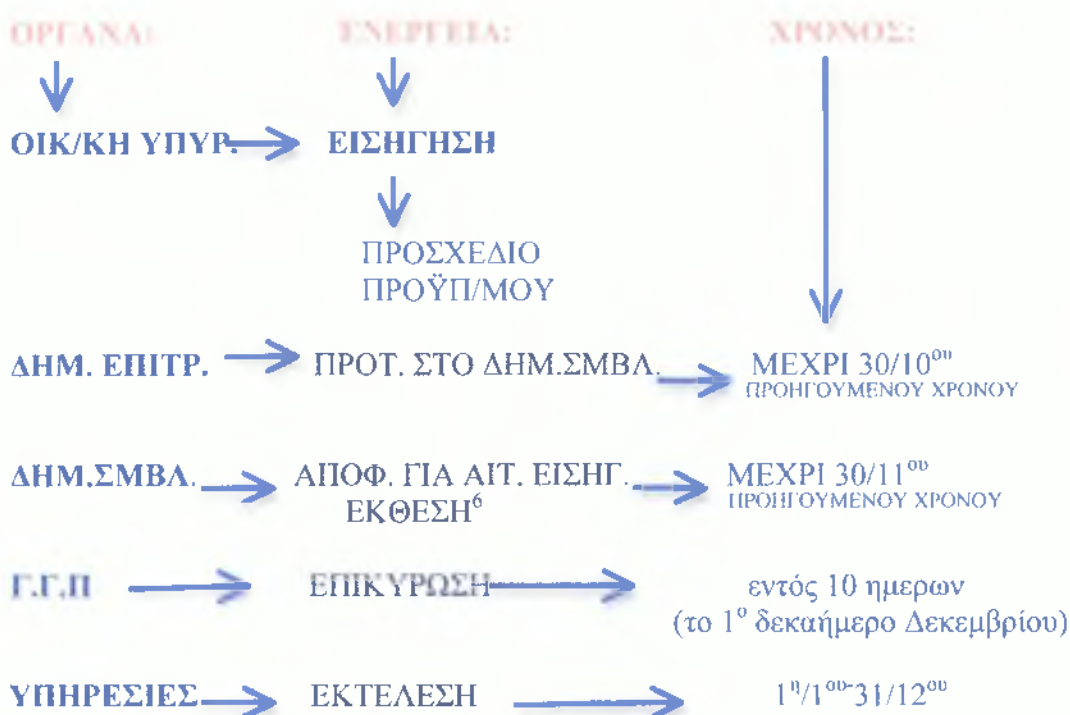 ΟΡΓΑΝΑ: ΕΝΕΡΓΕΙΑ: ΧΡΟΝΟΣ:
ΟΙΚ/ΚΗ ΥΠΥΡ. ΕΙΣΗΓΗΣΗ
ΠΡΟΣΧΕΔΙΟ
ΠΡΟΫΠ/ΜΟΥ
ΔΗΜ. ΕΠΙΤΡ. ΠΡΟΤ. ΣΤΟ ΔΗΜ.ΣΜΒΛ. ΜΕΧΡΙ 30/10ου
ΠΡΟΗΓΟΥΜΕΝΟΥ ΧΡΟΝΟΥ
ΔΗΜ.ΣΜΒΛ. ΑΠΟΦ. ΓΙΑ ΑΙΤ. ΕΙΣΗΓ. ΜΕΧΡΙ 30/11ου
ΕΚΘΕΣΗ6 ΠΡΟΗΓΟΥΜΕΝΟΥ ΧΡΟΝΟΥ
Γ.Γ.Π ΕΠΙΚΥΡΩΣΗ εντός 10 ημερων
(το 1ο δεκαήμερο Δεκεμβρίου)
ΥΠΗΡΕΣΙΕΣ ΕΚΤΕΛΕΣΗ 1η/1ου-31/12ου